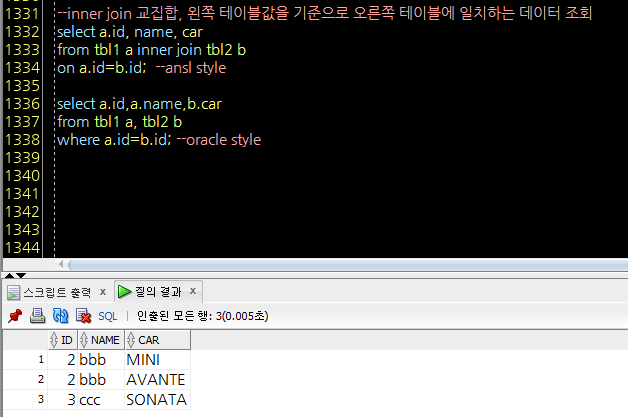 1331 --inner join 교집합, 왼쪽 테이블값을 기준으로 오른쪽 테이블에 일치하는 데이터 조회
1332 select a.id, name, car
1333 from tbl1 a inner join tbl2 b
1334 on a.id=b.id;  --ansl style
1335
1336 select a.id,a.name,b.car
1337 from tbl1 a, tbl2 b
1338 where a.id=b.id; --oracle style
1339
1340
1341
1342
1343
1344
스크립트 출력 x 질의 결과 x
SQL | 인출된 모든 행: 3(0.005초)
ID NAME CAR
1 2 bbb MINI
2 2 bbb AVANTE
3 3 ccc SONATA